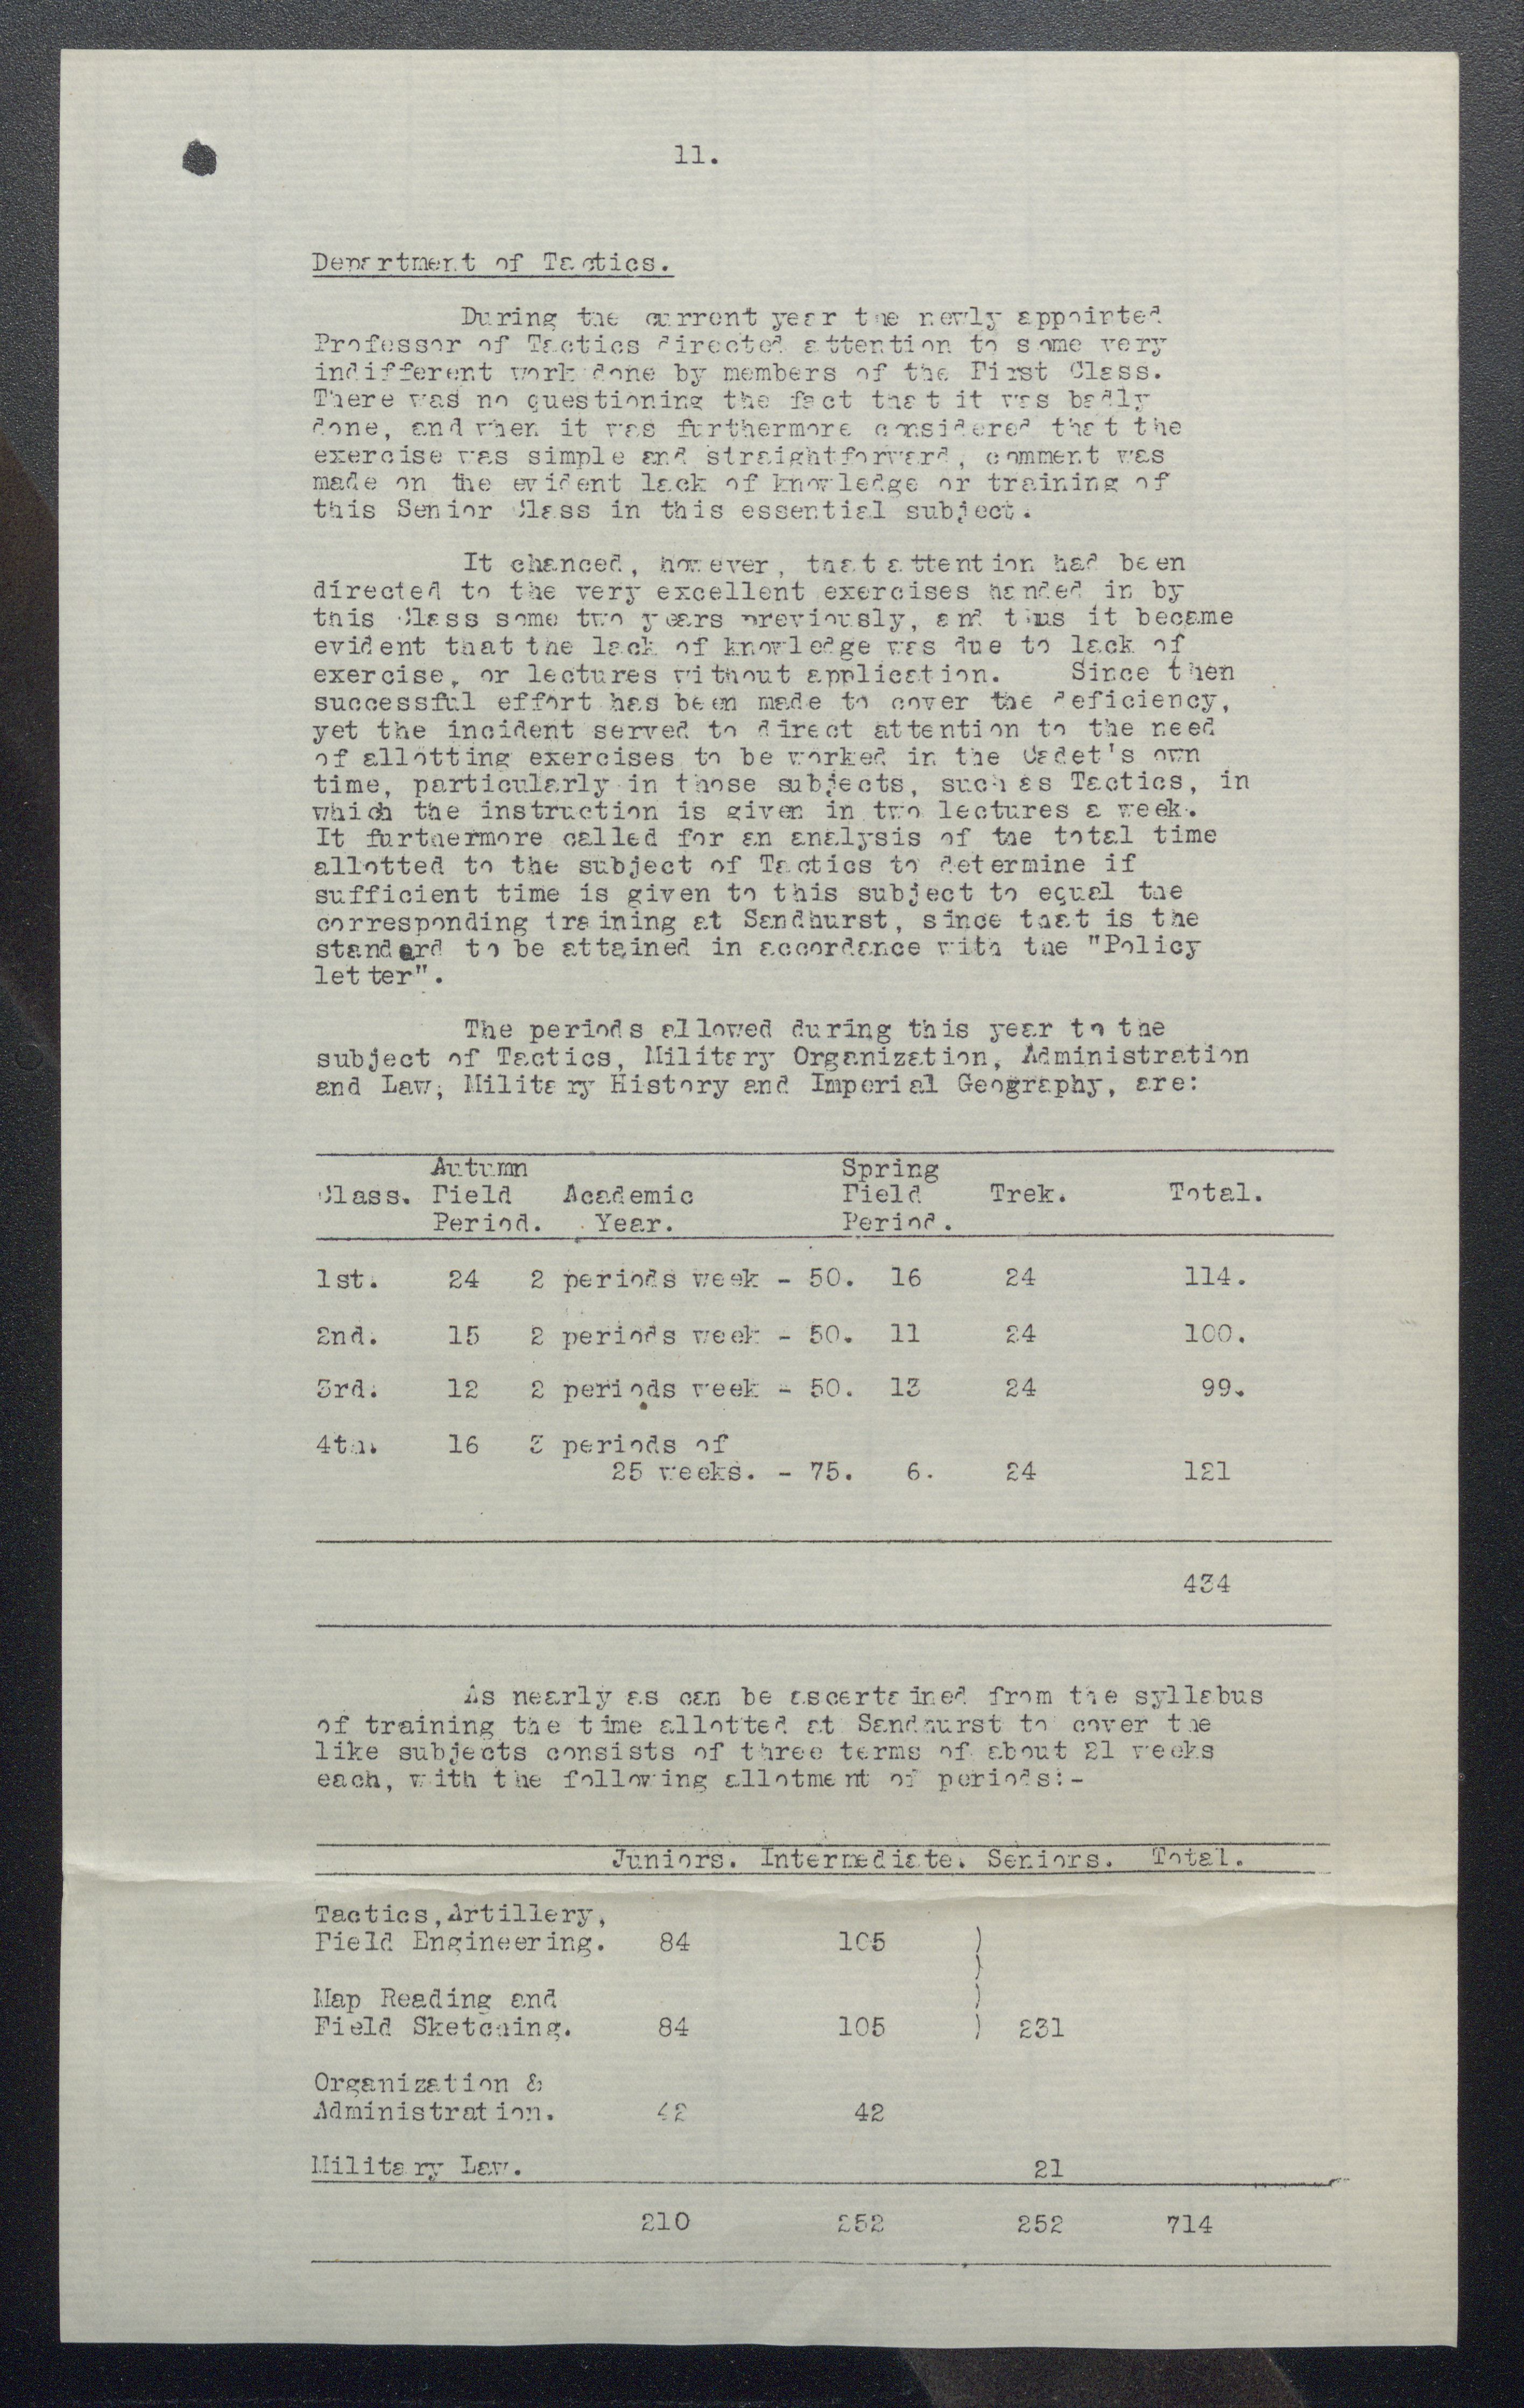 11.
Department of Tactics.
During the current year the newly appointed
Professor of Tactics directed attention to some very
indifferent work done by members of the First Class.
There was no questioning the fact that it was badly
done, and when it was furthermore considered that the
exercise was simple and straightforward, comment was
made on the evident lack of knowledge or training of
this Senior Class in this essential subject.
It chanced, however, that attention had been
directed to the very excellent exercises handed in by
this Class some two years previously, and thus it became
evident that the lack of knowledge was due to lack of
exercise, or lectures without application. Since then
successful effort has been made to cover the deficiency,
yet the incident served to direct attention to the need
of allotting exercises to be worked in the Cadet's own
time, particularly in those subjects, such as Tactics, in
which the instruction is given in two lectures a week.
It furthermore called for an analysis of the total time
allotted to the subject of Tactics to determine if
sufficient time is given to this subject to equal the
corresponding training at Sandhurst, since that is the
standard to be attained in accordance with the "Policy
letter".
The periods allowed during this year to the
subject of Tactics, Military Organization, Administration
and Law, Military History and Imperial Geography, are:
Autumn Spring
Class. Field Academic Field Trek. Total.
Period. Year. Period.
1st. 24 2 periods week - 50. 16 24 114.
2nd. 15 2 periods week - 50. 11 24 100.
3rd. 12 2 periods week - 50. 13 24 99.
4th. 16 3 periods of
25 weeks. - 75. 6. 24 121
434
As nearly as can be ascertained from the syllabus
of training the time allotted at Sandhurst to cover the
like subjects consists of three terms of about 21 weeks
each, with the following allotment of periods:-
Juniors. Intermediate. Seniors. Total.
Tactics, Artillery,
Field Engineering. 84 105 )
)
Map Reading and )
Field Sketching. 84 105 ) 231
Organization &
Administration. 42 42
Military Law. 21
210 252 252 714